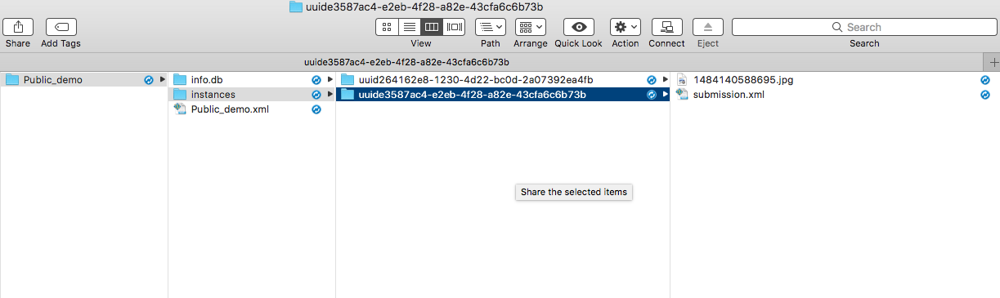 uuide3587ac4-e2eb-4f28-a82e-43cfa6c6b73b
Share
Add Tags
View
Path
Arrange
Quick Look
Action
Connect
Eject
Search
Search
uuide3587ac4-e2eb-4f28-a82e-43cfa6c6b73b
Public_demo
info.db
instances
Public_demo.xml
uuid264162e8-1230-4d22-bc0d-2a07392ea4fb
uuide3587ac4-e2eb-4f28-a82e-43cfa6c6b73b
1484140588695.jpg
submission.xml
Share the selected items